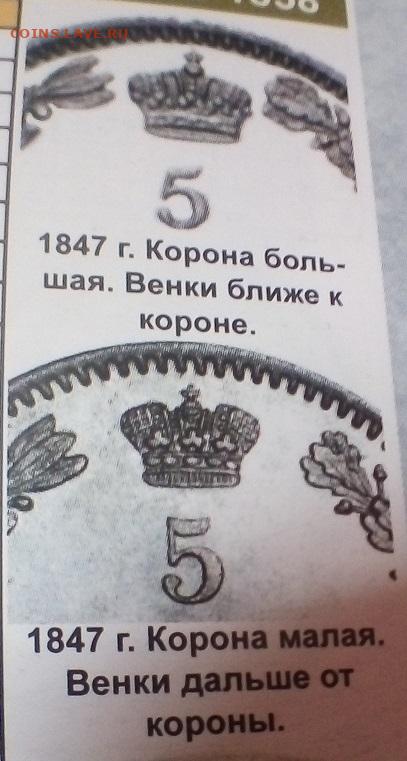 COINS.LAVE.RU
1858
5
1847 г. Корона боль-
шая. Венки ближе к
короне.
5
1847 г. Корона малая.
Венки дальше от
короны.